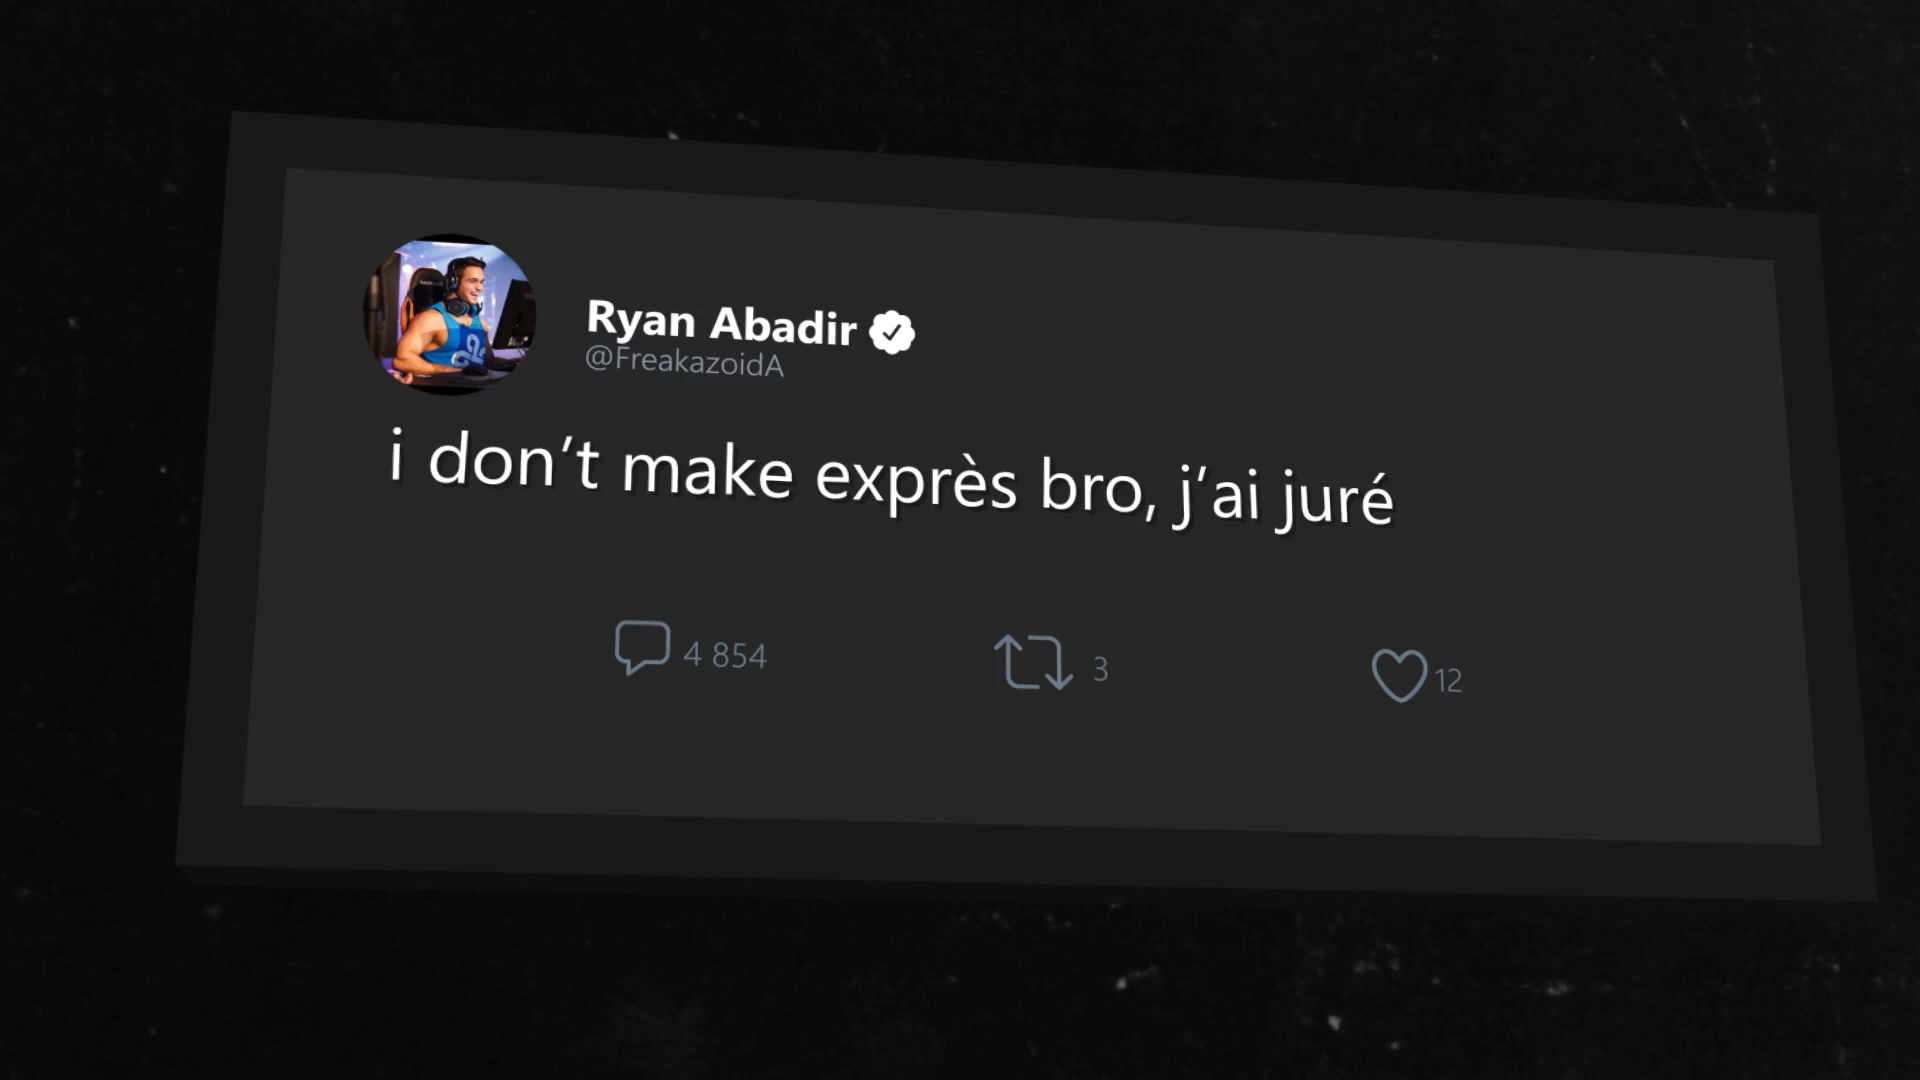 Ryan Abadir
@FreakazoidA
i don’t make exprès bro, j’ai juré
4 854
3
12